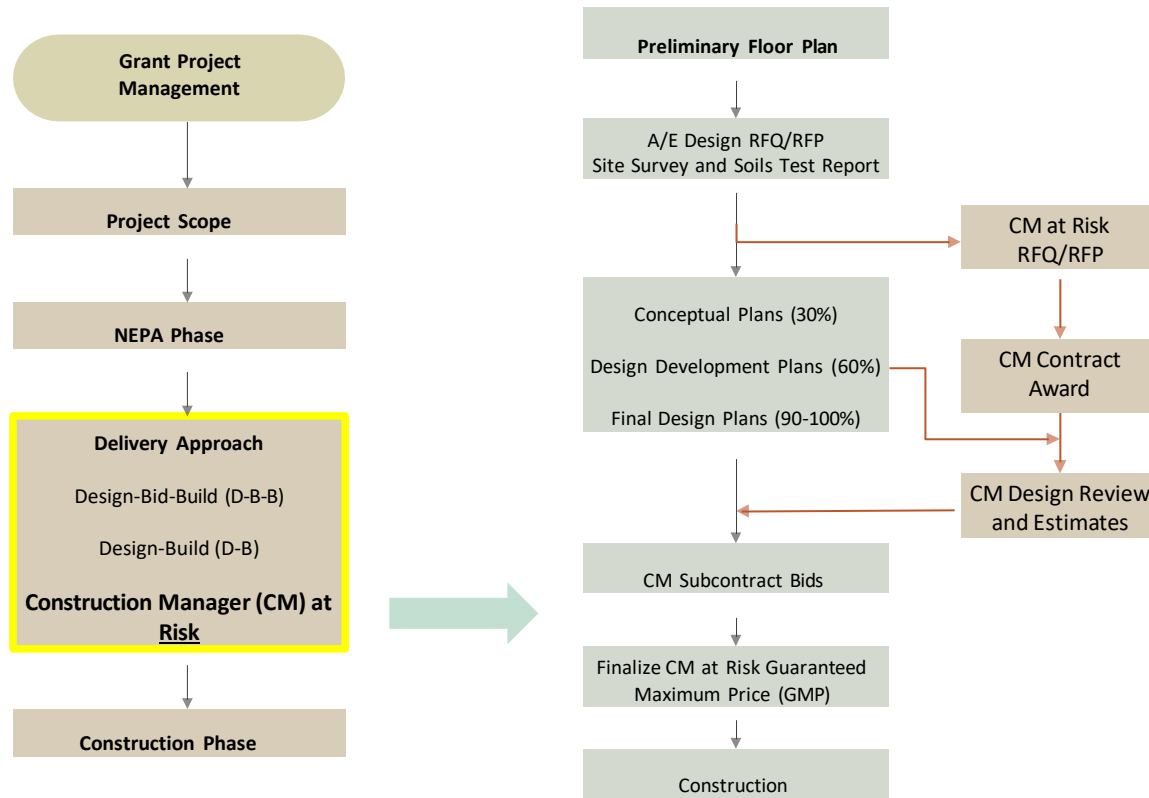 Grant Project
Management
Project Scope
NEPA Phase
Delivery Approach
Design-Bid-Build (D-B-B)
Design-Build (D-B)
Construction Manager (CM) at
Risk
Construction Phase
Preliminary Floor Plan
A/E Design RFQ/RFP
Site Survey and Soils Test Report
Conceptual Plans (30%)
Design Development Plans (60%)
Final Design Plans (90-100%)
CM Subcontract Bids
Finalize CM at Risk Guaranteed
Maximum Price (GMP)
Construction
CM at Risk
RFQ/RFP
CM Contract
Award
CM Design Review
and Estimates